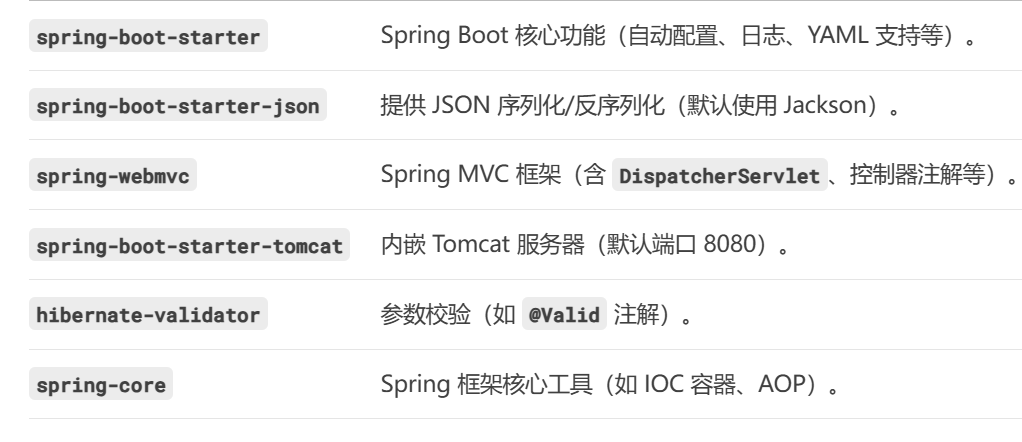 spring-boot-starter Spring Boot 核心功能（自动配置、日志、YAML 支持等）。
spring-boot-starter-json 提供 JSON 序列化/反序列化（默认使用 Jackson）。
spring-webmvc Spring MVC 框架（含 DispatcherServlet、控制器注解等）。
spring-boot-starter-tomcat 内嵌 Tomcat 服务器（默认端口 8080）。
hibernate-validator 参数校验（如 @Valid 注解）。
spring-core Spring 框架核心工具（如 IOC 容器、AOP）。